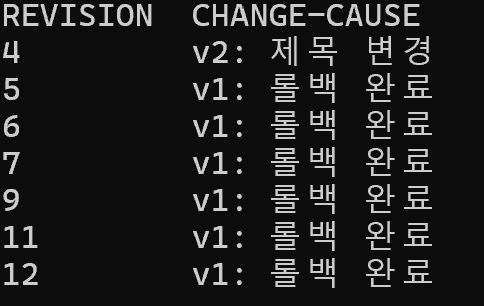 REVISION  CHANGE-CAUSE
4         v2: 제목 변경
5         v1: 롤백 완료
6         v1: 롤백 완료
7         v1: 롤백 완료
9         v1: 롤백 완료
11        v1: 롤백 완료
12        v1: 롤백 완료